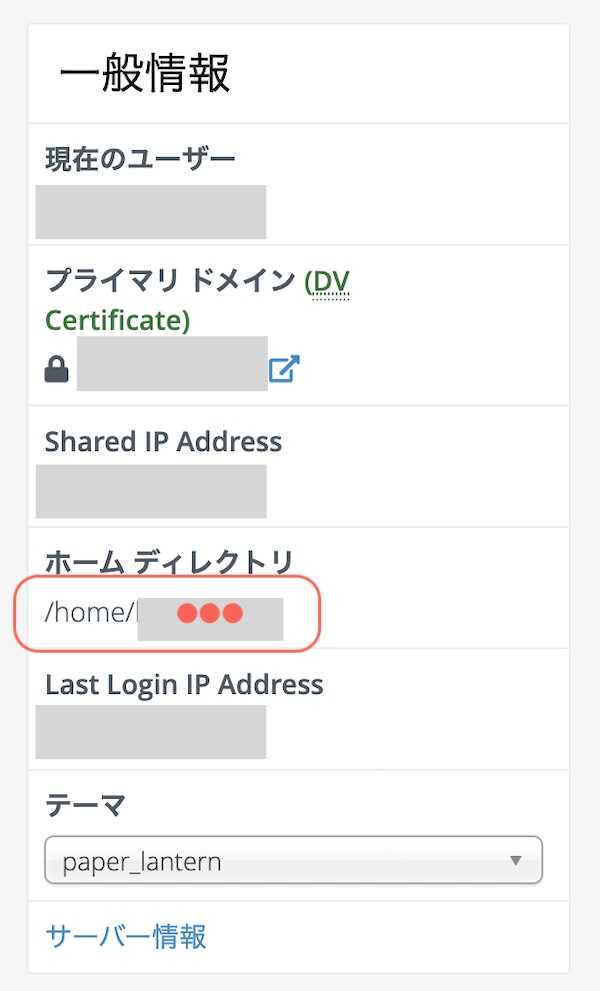 一般情報
現在のユーザー
プライマリ ドメイン (DV
Certificate)
Shared IP Address
ホーム ディレクトリ
/home/
Last Login IP Address
テーマ
paper_lantern
サーバー情報